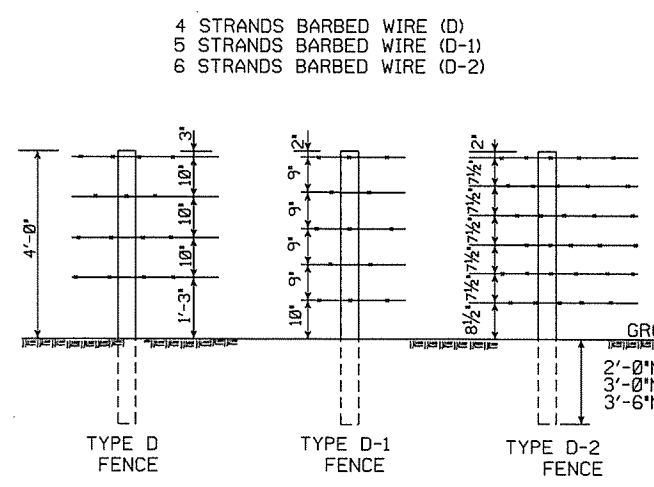 4 STRANDS BARBED WIRE (D)
5 STRANDS BARBED WIRE (D-1)
6 STRANDS BARBED WIRE (D-2)
4'-0"
3"
10"
10"
10"
1'-3"
2"
9"
9"
9"
9"
10"
2"
7½"
7½"
7½"
7½"
7½"
8½"
2'-0"
3'-0"
3'-6"
TYPE D
FENCE
TYPE D-1
FENCE
TYPE D-2
FENCE